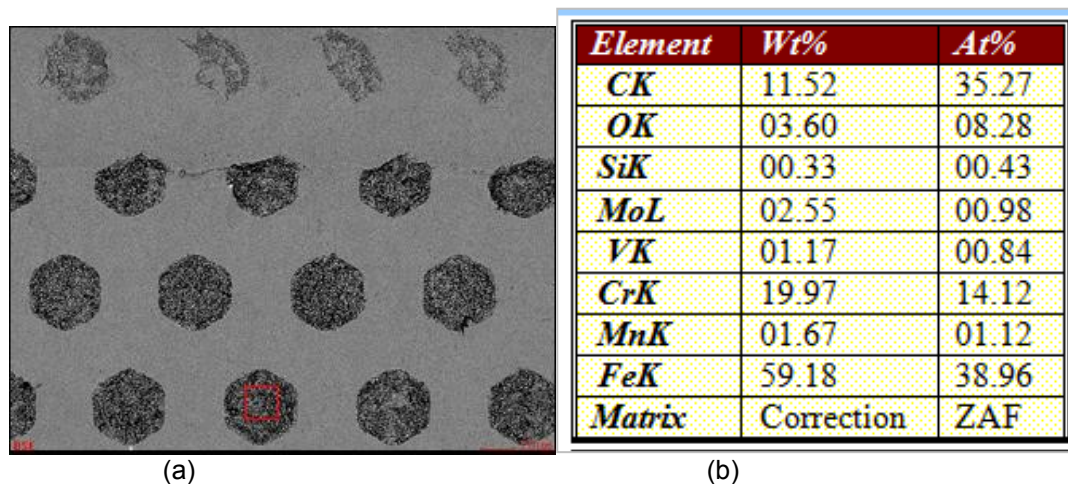 BSE
Element Wt% At%
CK 11.52 35.27
OK 03.60 08.28
SiK 00.33 00.43
MoL 02.55 00.98
VK 01.17 00.84
CrK 19.97 14.12
MnK 01.67 01.12
FeK 59.18 38.96
Matrix Correction ZAF
(a) (b)